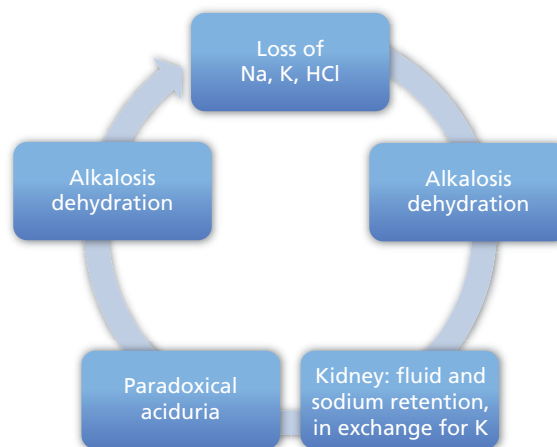 Loss of
Na, K, HCl
Alkalosis
dehydration
Kidney: fluid and
sodium retention,
in exchange for K
Paradoxical
aciduria
Alkalosis
dehydration